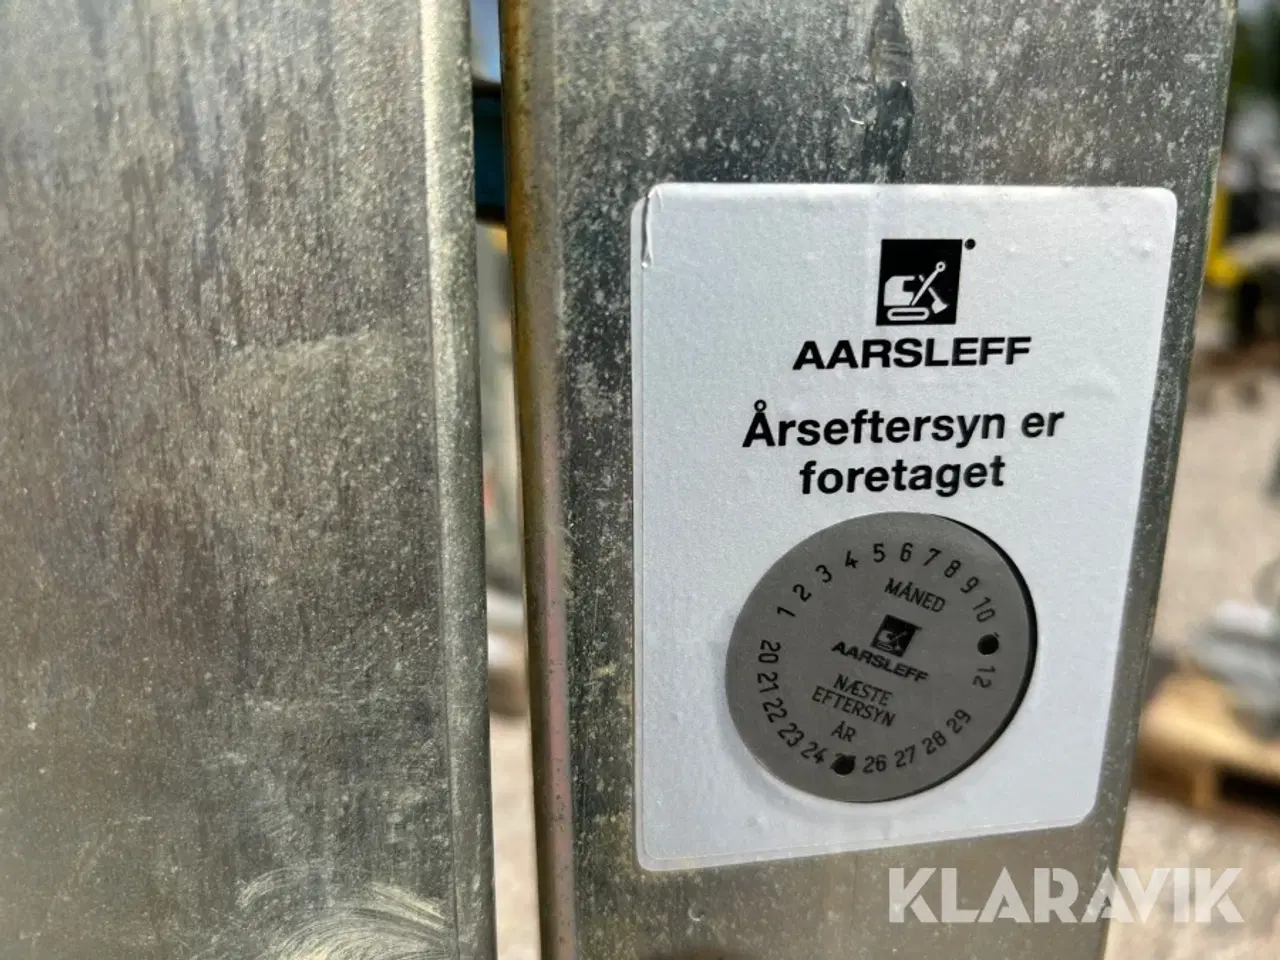 AARSLEFF
Årseftersyn er
foretaget
1 2 3 4 5 6 7 8 9 10 12
MÅNED
AARSLEFF
NÆSTE
EFTERSYN
ÅR
20 21 22 23 24 26 27 28 29
KLARAVIK